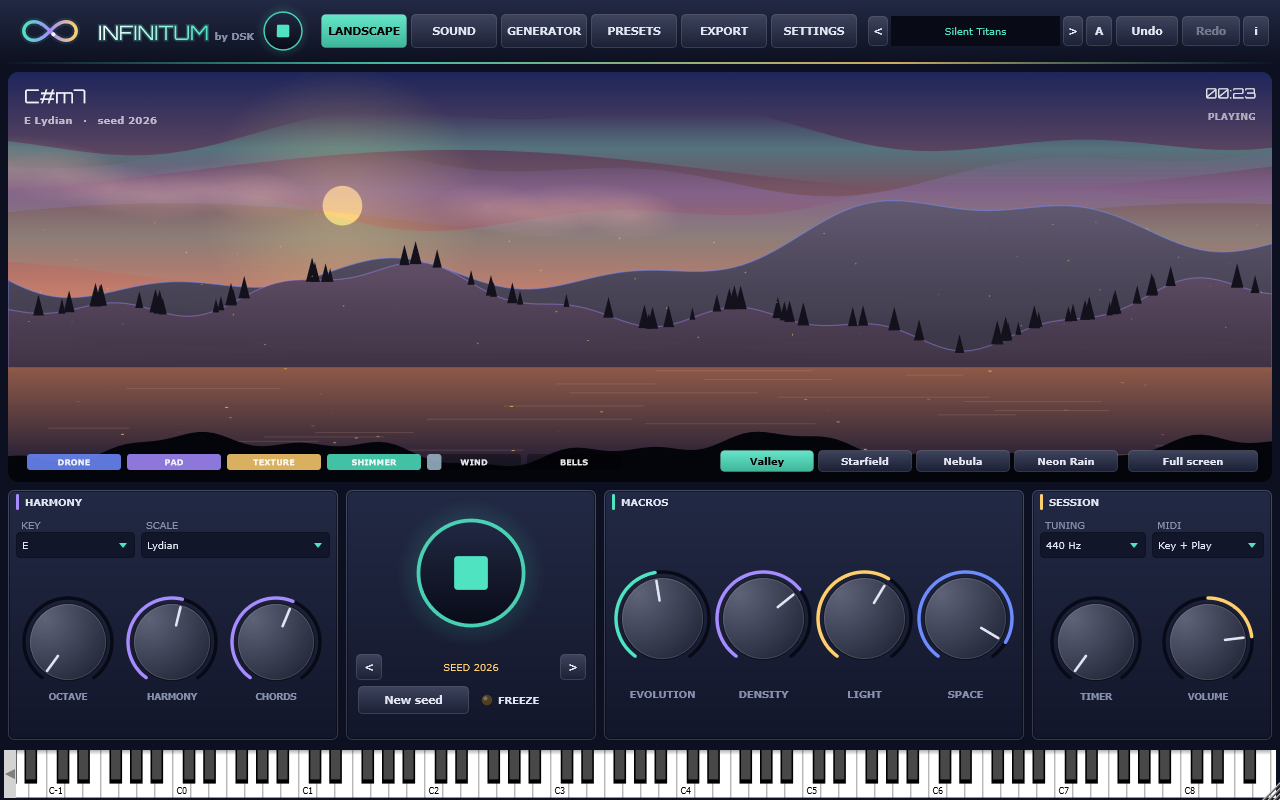 INFINITUM by DSK
LANDSCAPE SOUND GENERATOR PRESETS EXPORT SETTINGS < Silent Titans > A Undo Redo i
C#m7 00:23
E Lydian · seed 2026 PLAYING
DRONE PAD TEXTURE SHIMMER WIND BELLS Valley Starfield Nebula Neon Rain Full screen
HARMONY MACROS SESSION
KEY SCALE TUNING MIDI
E Lydian 440 Hz Key + Play
< SEED 2026 >
OCTAVE HARMONY CHORDS EVOLUTION DENSITY LIGHT SPACE TIMER VOLUME
New seed FREEZE
C-1 C0 C1 C2 C3 C4 C5 C6 C7 C8